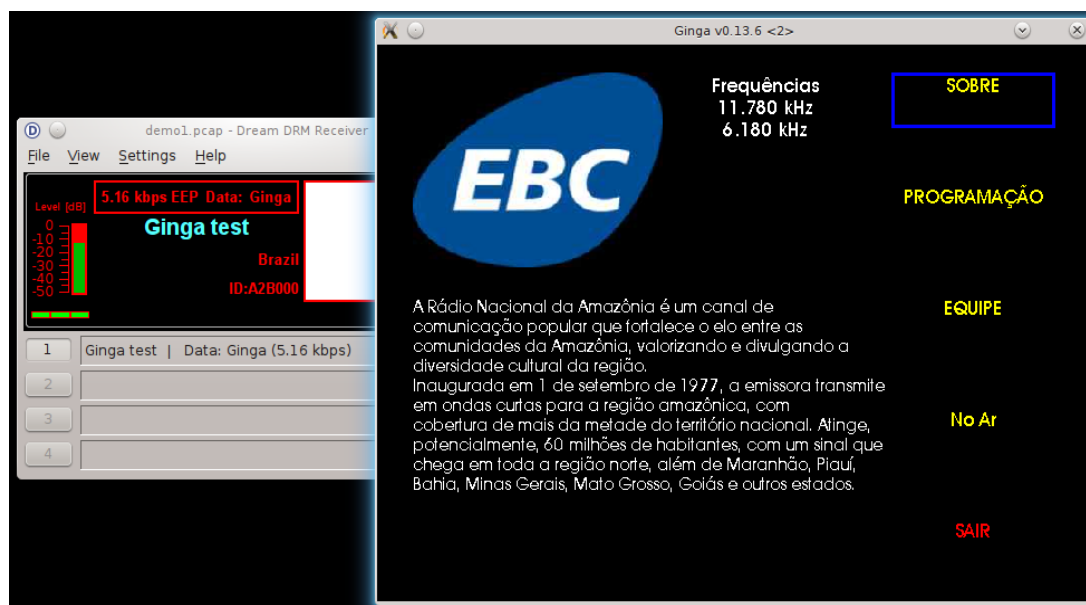 demo1.pcap - Dream DRM Receiver
File View Settings Help
Level [dB]
0
-10
-20
-30
-40
-50
5.16 kbps EEP Data: Ginga
Ginga test
Brazil
ID:A2B000
1 Ginga test | Data: Ginga (5.16 kbps)
2
3
4
Ginga v0.13.6 <2>
EBC
Frequências
11.780 kHz
6.180 kHz
A Rádio Nacional da Amazônia é um canal de
comunicação popular que fortalece o elo entre as
comunidades da Amazônia, valorizando e divulgando a
diversidade cultural da região.
Inaugurada em 1 de setembro de 1977, a emissora transmite
em ondas curtas para a região amazônica, com
cobertura de mais da metade do território nacional. Atinge,
potencialmente, 60 milhões de habitantes, com um sinal que
chega em toda a região norte, além de Maranhão, Piauí,
Bahia, Minas Gerais, Mato Grosso, Goiás e outros estados.
SOBRE
PROGRAMAÇÃO
EQUIPE
No Ar
SAIR